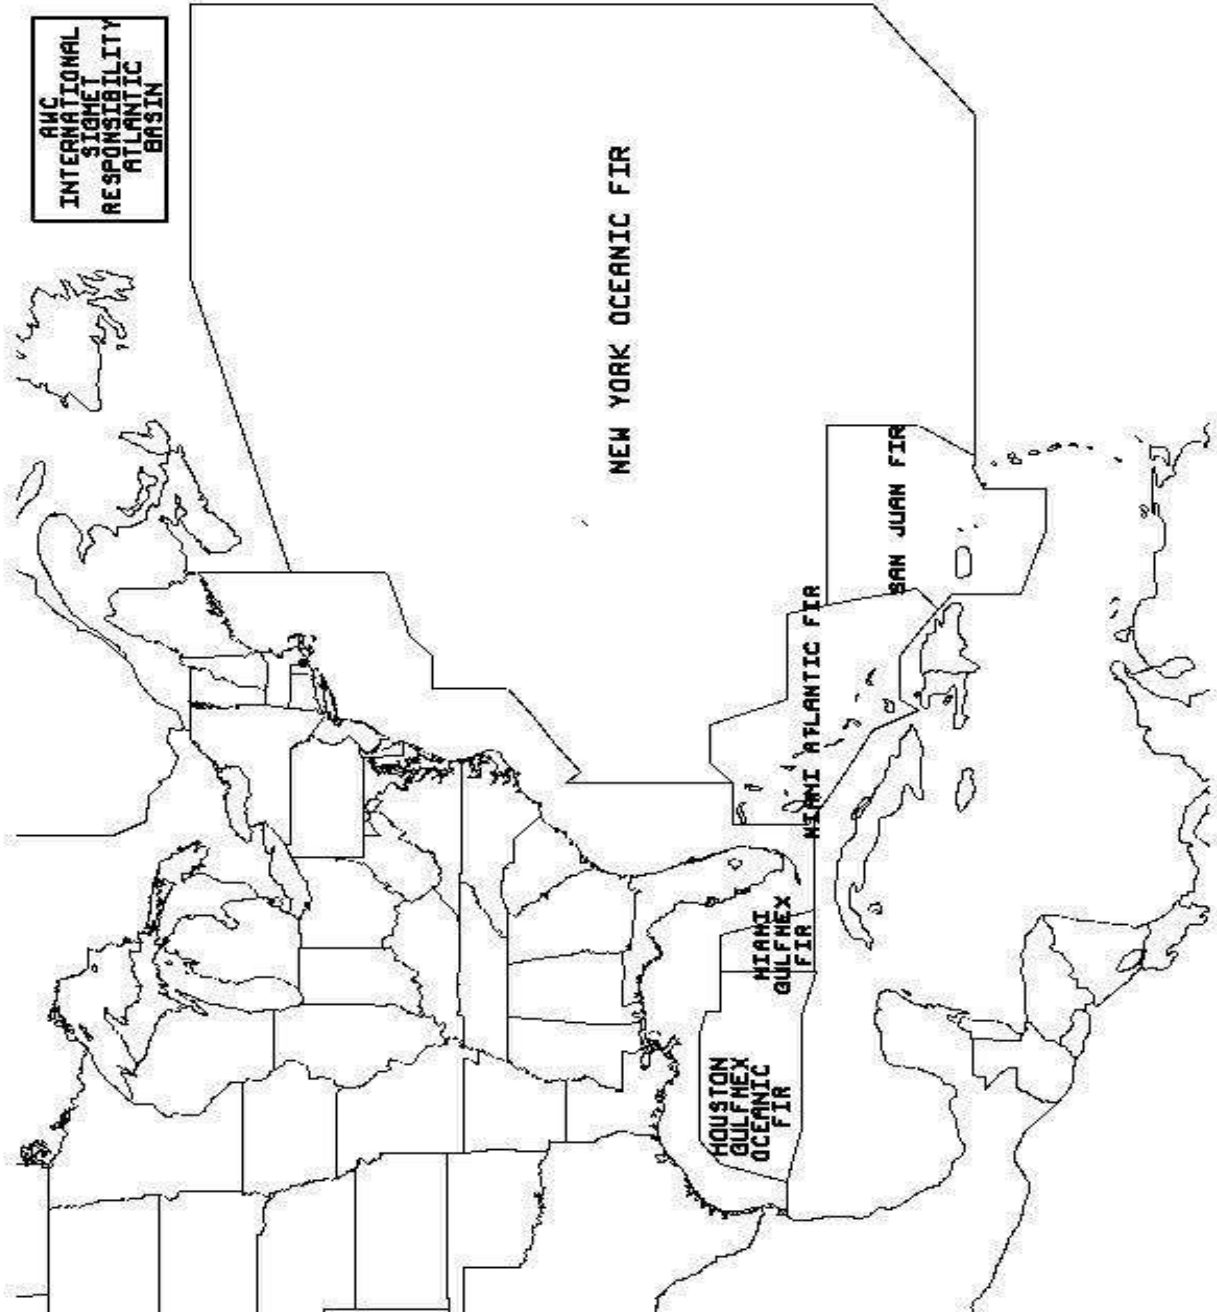 AWC
INTERNATIONAL
SIGMET
RESPONSIBILITY
ATLANTIC
BASIN
NEW YORK OCEANIC FIR
SAN JUAN FIR
MIAMI ATLANTIC FIR
MIAMI
GULFMEX
FIR
HOUSTON
GULFMEX
OCEANIC
FIR